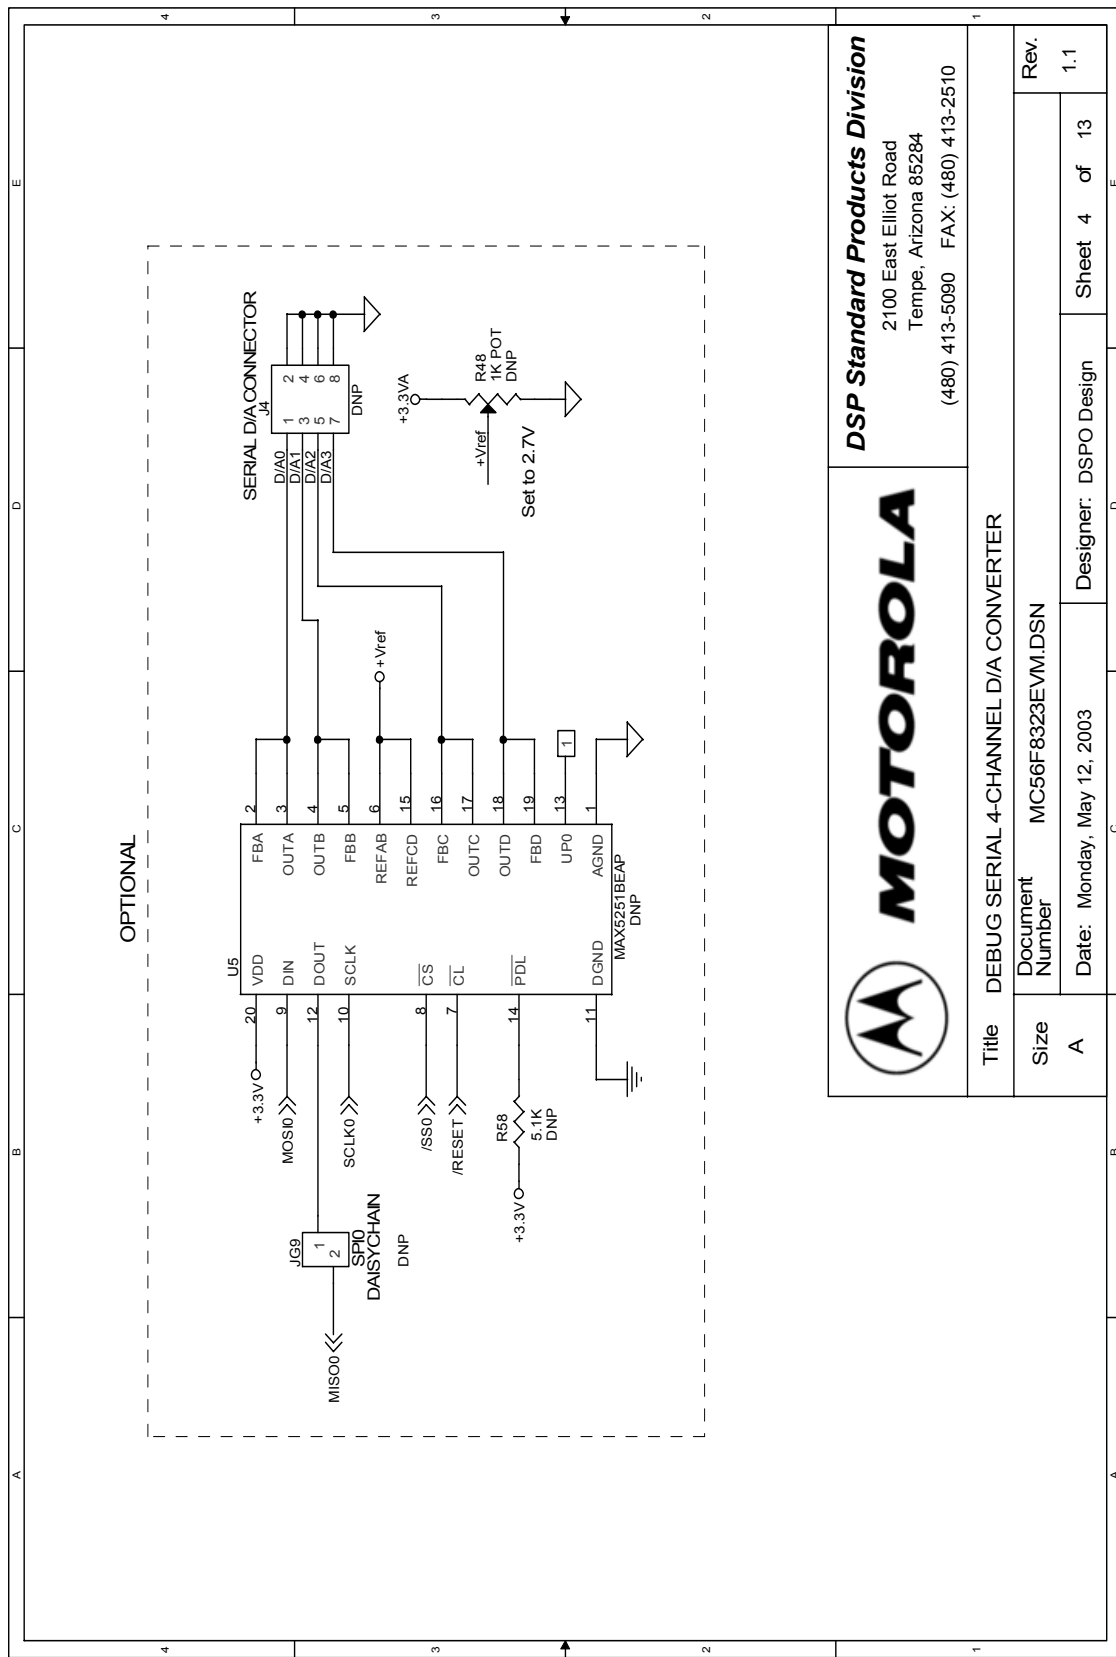 A B C D E
4 3 2 1
OPTIONAL
SERIAL D/A CONNECTOR
J4
1 2
3 4
5 6
7 8
DNP
D/A0
D/A1
D/A2
D/A3
U5
+3.3V
20 VDD
MOSI0
9 DIN
12 DOUT
SCLK0
10 SCLK
/SS0
8 CS
/RESET
7 CL
14 PDL
11 DGND
FBA 2
OUTA 3
OUTB 4
FBB 5
REFAB 6
REFCD 15
FBC 16
OUTC 17
OUTD 18
FBD 19
UP0 13
1
AGND 1
MAX5251BEAP
DNP
+Vref
JG9
1
2
SPI0
DAISYCHAIN
DNP
MISO0
R58
5.1K
DNP
+3.3V
+3.3VA
R48
1K POT
DNP
+Vref
Set to 2.7V
MOTOROLA
DSP Standard Products Division
2100 East Elliot Road
Tempe, Arizona 85284
(480) 413-5090 FAX: (480) 413-2510
Title DEBUG SERIAL 4-CHANNEL D/A CONVERTER
Size
A
Document
Number
MC56F8323EVM.DSN
Rev.
1.1
Date: Monday, May 12, 2003
Designer: DSPO Design
Sheet 4 of 13
4 3 2 1
A B C D E